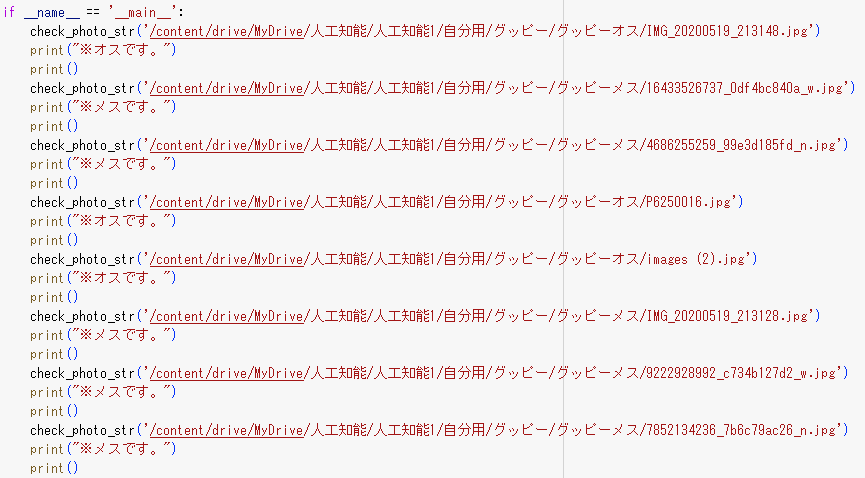 if __name__ == '__main__':
    check_photo_str('/content/drive/MyDrive/人工知能/人工知能1/自分用/グッピー/グッピーオス/IMG_20200519_213148.jpg')
    print("※オスです。")
    print()
    check_photo_str('/content/drive/MyDrive/人工知能/人工知能1/自分用/グッピー/グッピーメス/16433526737_0df4bc840a_w.jpg')
    print("※メスです。")
    print()
    check_photo_str('/content/drive/MyDrive/人工知能/人工知能1/自分用/グッピー/グッピーメス/4686255259_99e3d185fd_n.jpg')
    print("※メスです。")
    print()
    check_photo_str('/content/drive/MyDrive/人工知能/人工知能1/自分用/グッピー/グッピーオス/P6250016.jpg')
    print("※オスです。")
    print()
    check_photo_str('/content/drive/MyDrive/人工知能/人工知能1/自分用/グッピー/グッピーオス/images (2).jpg')
    print("※オスです。")
    print()
    check_photo_str('/content/drive/MyDrive/人工知能/人工知能1/自分用/グッピー/グッピーメス/IMG_20200519_213128.jpg')
    print("※メスです。")
    print()
    check_photo_str('/content/drive/MyDrive/人工知能/人工知能1/自分用/グッピー/グッピーメス/9222928992_c734b127d2_w.jpg')
    print("※メスです。")
    print()
    check_photo_str('/content/drive/MyDrive/人工知能/人工知能1/自分用/グッピー/グッピーメス/7852134236_7b6c79ac26_n.jpg')
    print("※メスです。")
    print()